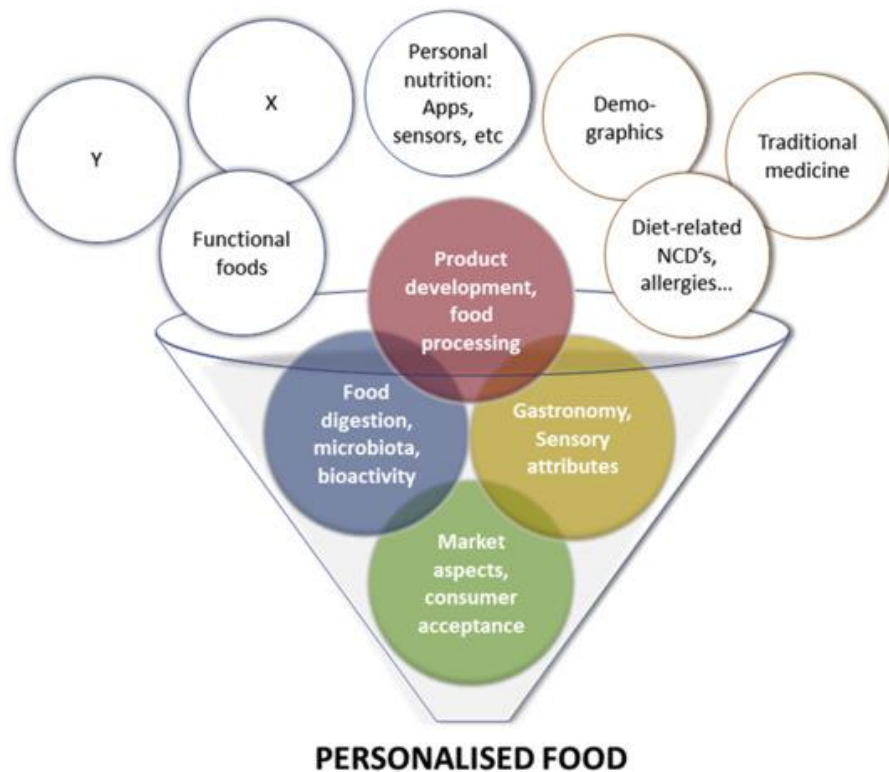 Personal
nutrition:
Apps,
sensors, etc
X
Demo-
graphics
Y
Traditional
medicine
Functional
foods
Diet-related
NCD's,
allergies...
Product
development,
food
processing
Food
digestion,
microbiota,
bioactivity
Gastronomy,
Sensory
attributes
Market
aspects,
consumer
acceptance
PERSONALISED FOOD